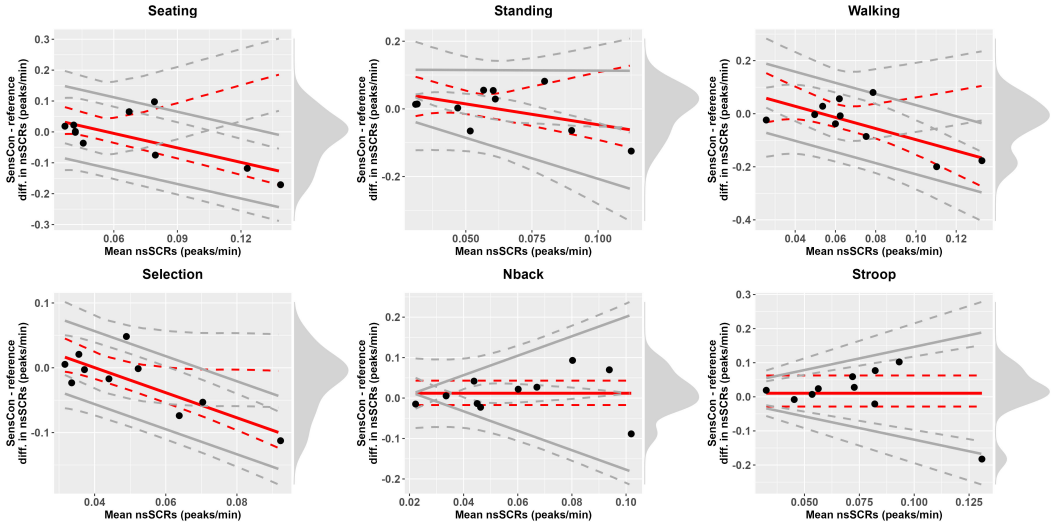 Seating
SensCon - reference
diff. in nsSCRs (peaks/min)
0.3
0.2
0.1
0.0
-0.1
-0.2
-0.3
0.06
0.09
0.12
Mean nsSCRs (peaks/min)
Standing
SensCon - reference
diff. in nsSCRs (peaks/min)
0.2
0.0
-0.2
0.050
0.075
0.100
Mean nsSCRs (peaks/min)
Walking
SensCon - reference
diff. in nsSCRs (peaks/min)
0.2
0.0
-0.2
-0.4
0.04
0.06
0.08
0.10
0.12
Mean nsSCRs (peaks/min)
Selection
SensCon - reference
diff. in nsSCRs (peaks/min)
0.1
0.0
-0.1
0.04
0.06
0.08
Mean nsSCRs (peaks/min)
Nback
SensCon - reference
diff. in nsSCRs (peaks/min)
0.2
0.1
0.0
-0.1
-0.2
0.02
0.04
0.06
0.08
0.1
Mean nsSCRs (peaks/min)
Stroop
SensCon - reference
diff. in nsSCRs (peaks/min)
0.3
0.2
0.1
0.0
-0.1
-0.2
0.050
0.075
0.100
0.125
Mean nsSCRs (peaks/min)